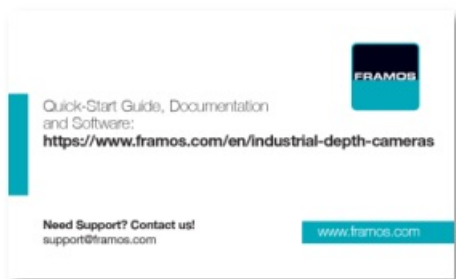 FRAMOS
Quick-Start Guide, Documentation
and Software:
https://www.framos.com/en/industrial-depth-cameras
Need Support? Contact us!
support@framos.com
www.framos.com